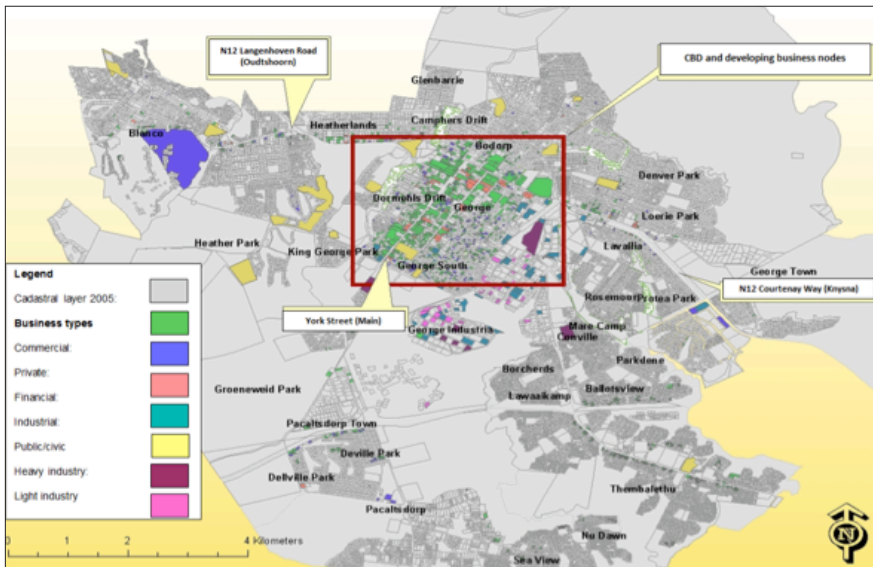 N12 Langenhoven Road
(Oudtshoorn)
CBD and developing business nodes
Glenbarrie
Camphers Drift
Heatherlands
Blanco
Bodorp
Denver Park
Dormehls Drift
George
Loerie Park
Heather Park
King George Park
Lavallia
George South
George Town
N12 Courtenay Way (Knysna)
Rosemoor
Protea Park
York Street (Main)
George Industria
Mare Camp
Conville
Parkdene
Borcherds
Groeneweid Park
Ballotsview
Lawaaikamp
Pacaltsdorp Town
Deville Park
Dellville Park
Thembalethu
Pacaltsdorp
Nu Dawn
Sea View
Legend
Cadastral layer 2005:
Business types
Commercial:
Private:
Financial:
Industrial:
Public/civic
Heavy industry:
Light industry
0 1 2 4 Kilometers
N